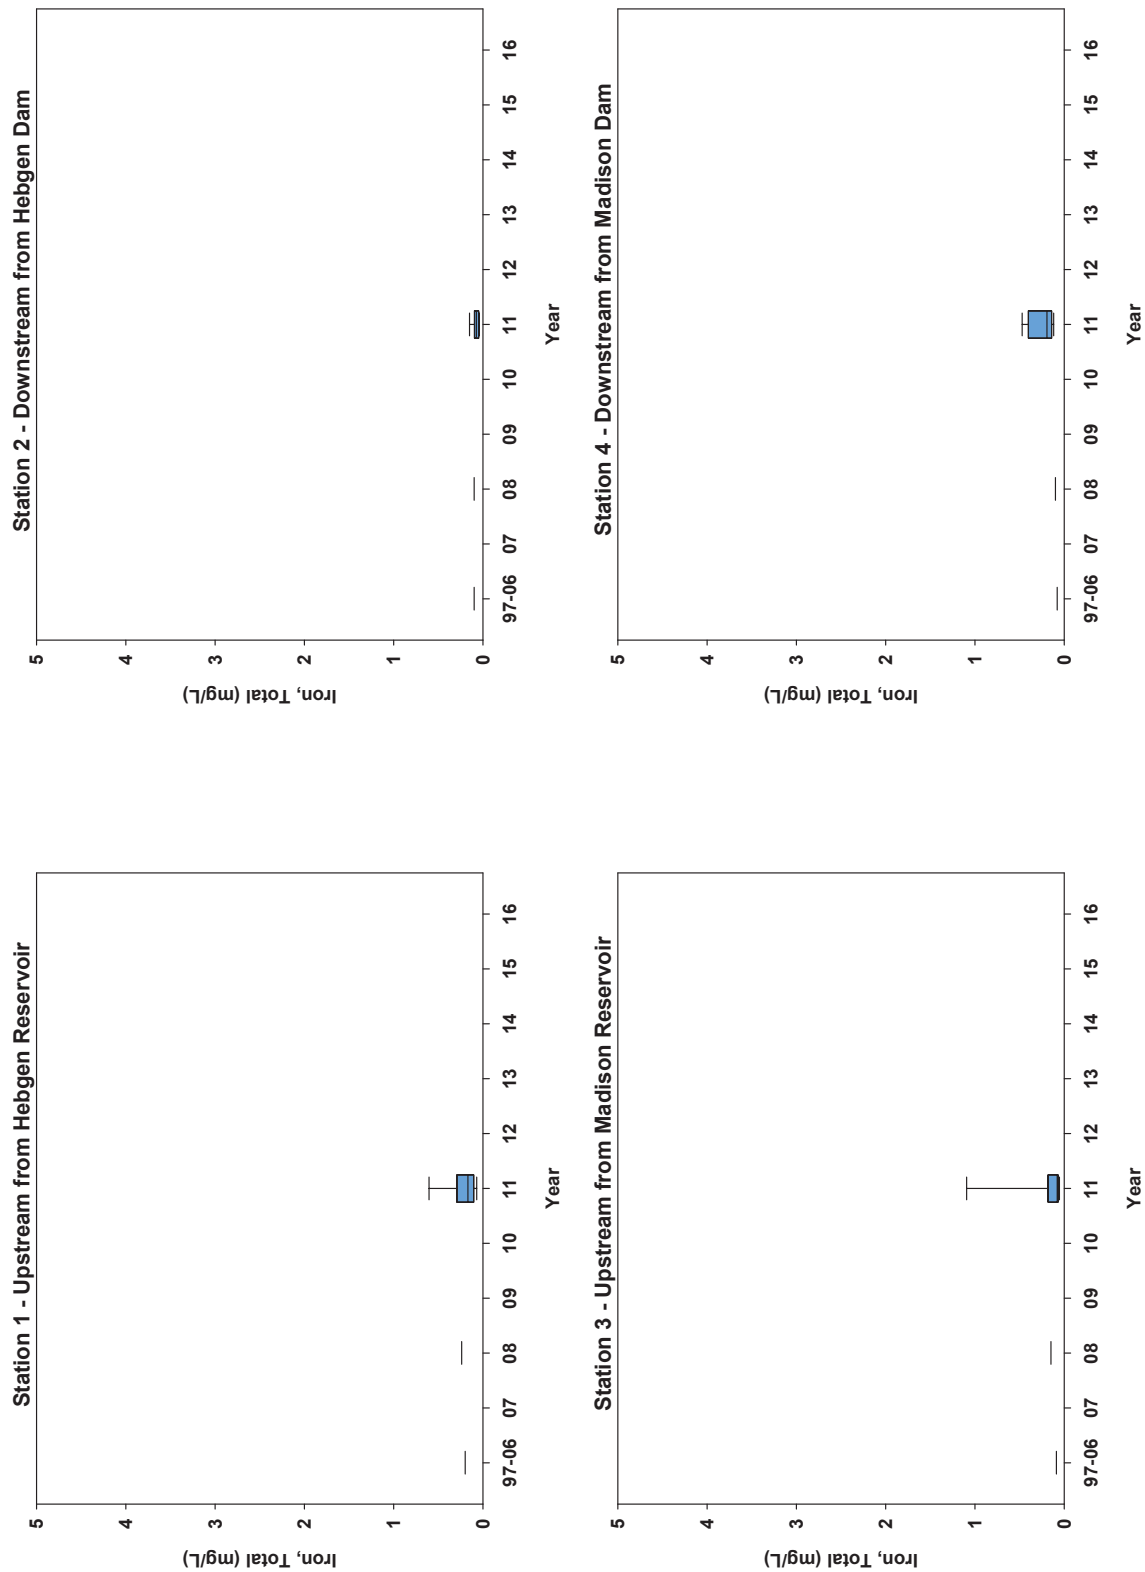 Station 1 - Upstream from Hebgen Reservoir
5
4
3
2
1
0
Iron, Total (mg/L)
97-06 07 08 09 10 11 12 13 14 15 16
Year
Station 2 - Downstream from Hebgen Dam
5
4
3
2
1
0
Iron, Total (mg/L)
97-06 07 08 09 10 11 12 13 14 15 16
Year
Station 3 - Upstream from Madison Reservoir
5
4
3
2
1
0
Iron, Total (mg/L)
97-06 07 08 09 10 11 12 13 14 15 16
Year
Station 4 - Downstream from Madison Dam
5
4
3
2
1
0
Iron, Total (mg/L)
97-06 07 08 09 10 11 12 13 14 15 16
Year